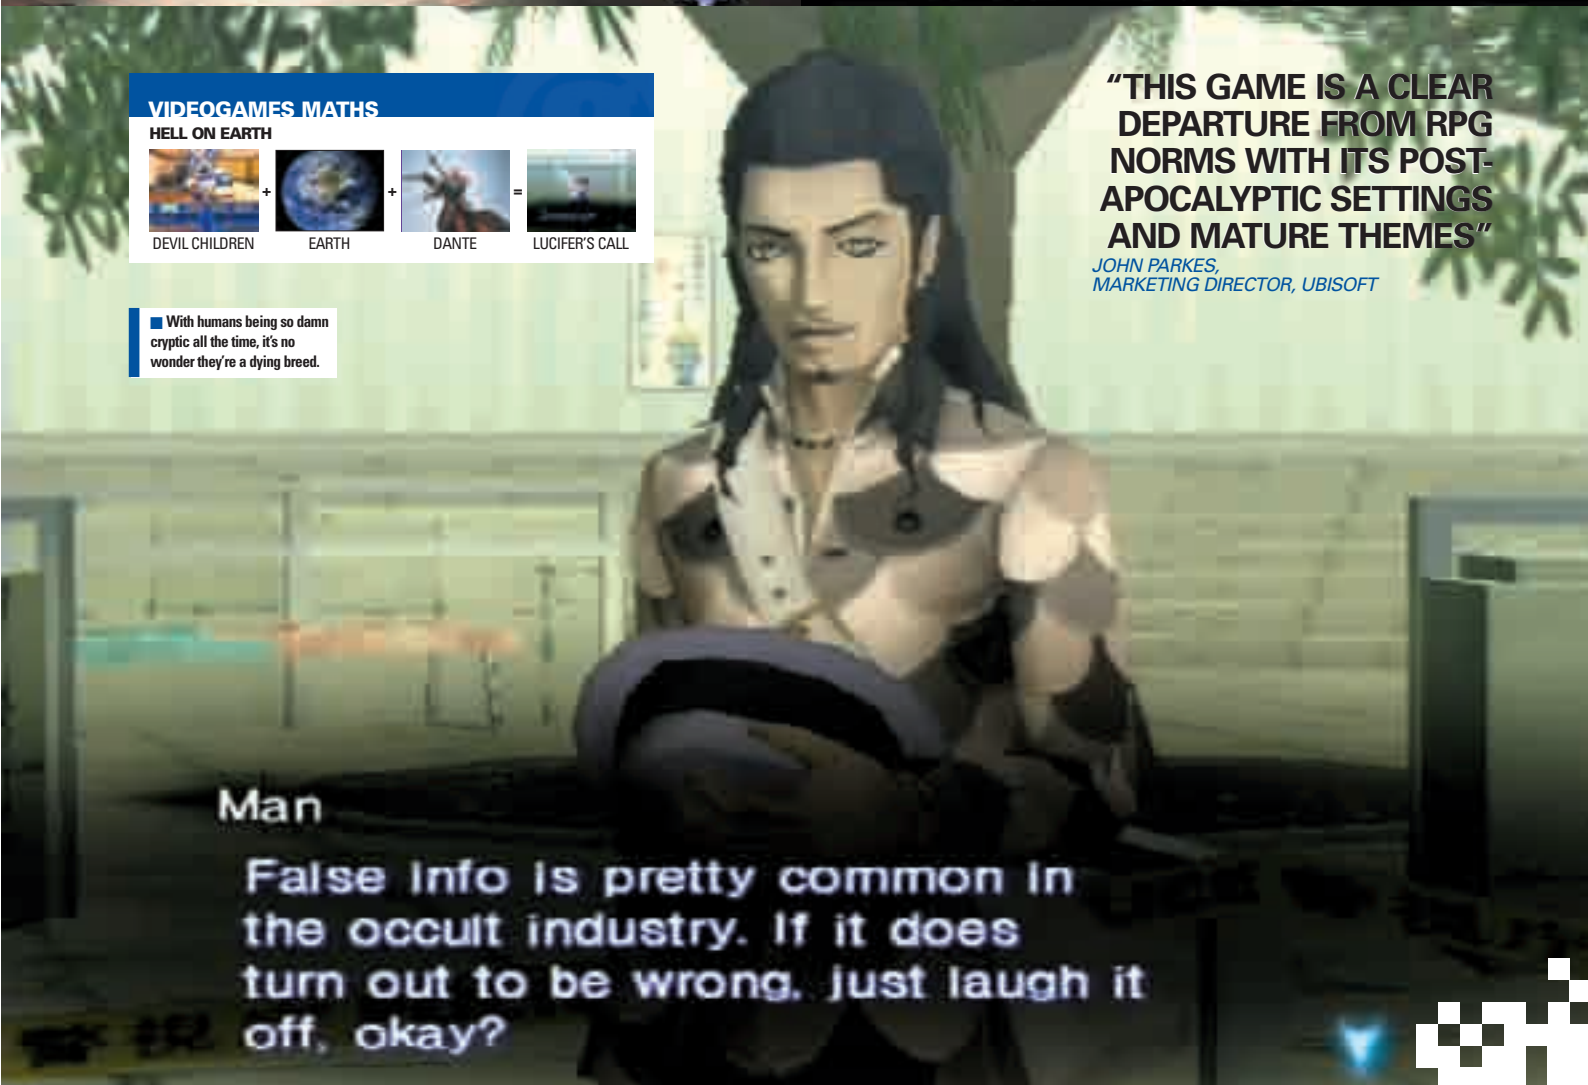 VIDEOGAMES MATHS
HELL ON EARTH
+ + =
DEVIL CHILDREN EARTH DANTE LUCIFER'S CALL
With humans being so damn
cryptic all the time, it's no
wonder they're a dying breed.
“THIS GAME IS A CLEAR
DEPARTURE FROM RPG
NORMS WITH ITS POST-
APOCALYPTIC SETTINGS
AND MATURE THEMES”
JOHN PARKES,
MARKETING DIRECTOR, UBISOFT
Man
False info is pretty common in
the occult industry. If it does
turn out to be wrong, just laugh it
off, okay?